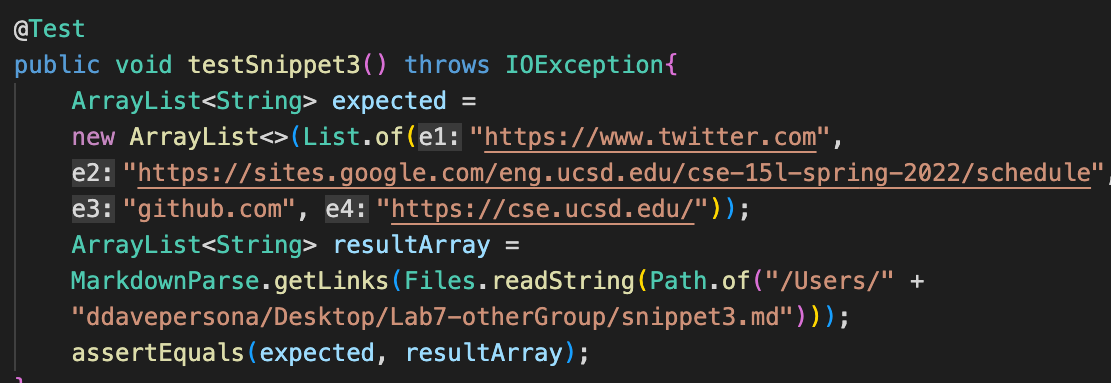 @Test
public void testSnippet3() throws IOException{
ArrayList<String> expected =
new ArrayList<>(List.of(e1: "https://www.twitter.com",
e2: "https://sites.google.com/eng.ucsd.edu/cse-15l-spring-2022/schedule",
e3: "github.com", e4: "https://cse.ucsd.edu/"));
ArrayList<String> resultArray =
MarkdownParse.getLinks(Files.readString(Path.of("/Users/" +
"ddavepersona/Desktop/Lab7-otherGroup/snippet3.md")));
assertEquals(expected, resultArray);
}